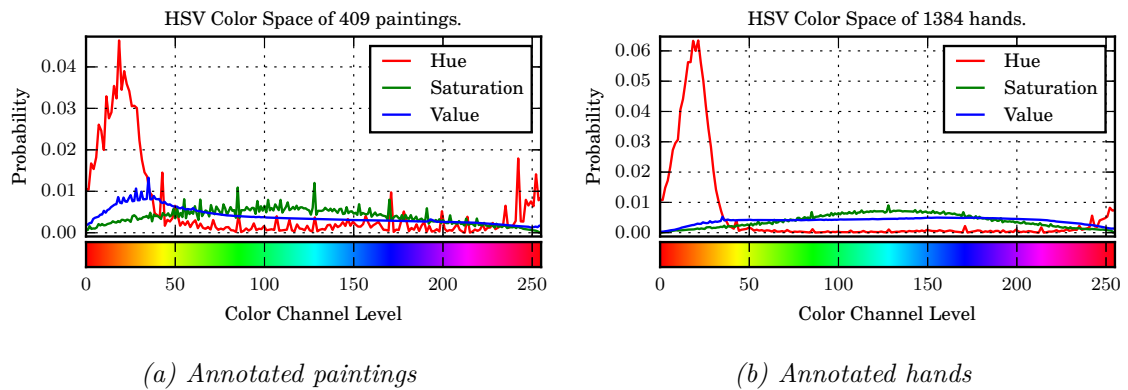 HSV Color Space of 409 paintings.
Probability
0.04
0.03
0.02
0.01
0.00
Hue
Saturation
Value
0 50 100 150 200 250
Color Channel Level
(a) Annotated paintings
HSV Color Space of 1384 hands.
Probability
0.06
0.05
0.04
0.03
0.02
0.01
0.00
Hue
Saturation
Value
0 50 100 150 200 250
Color Channel Level
(b) Annotated hands